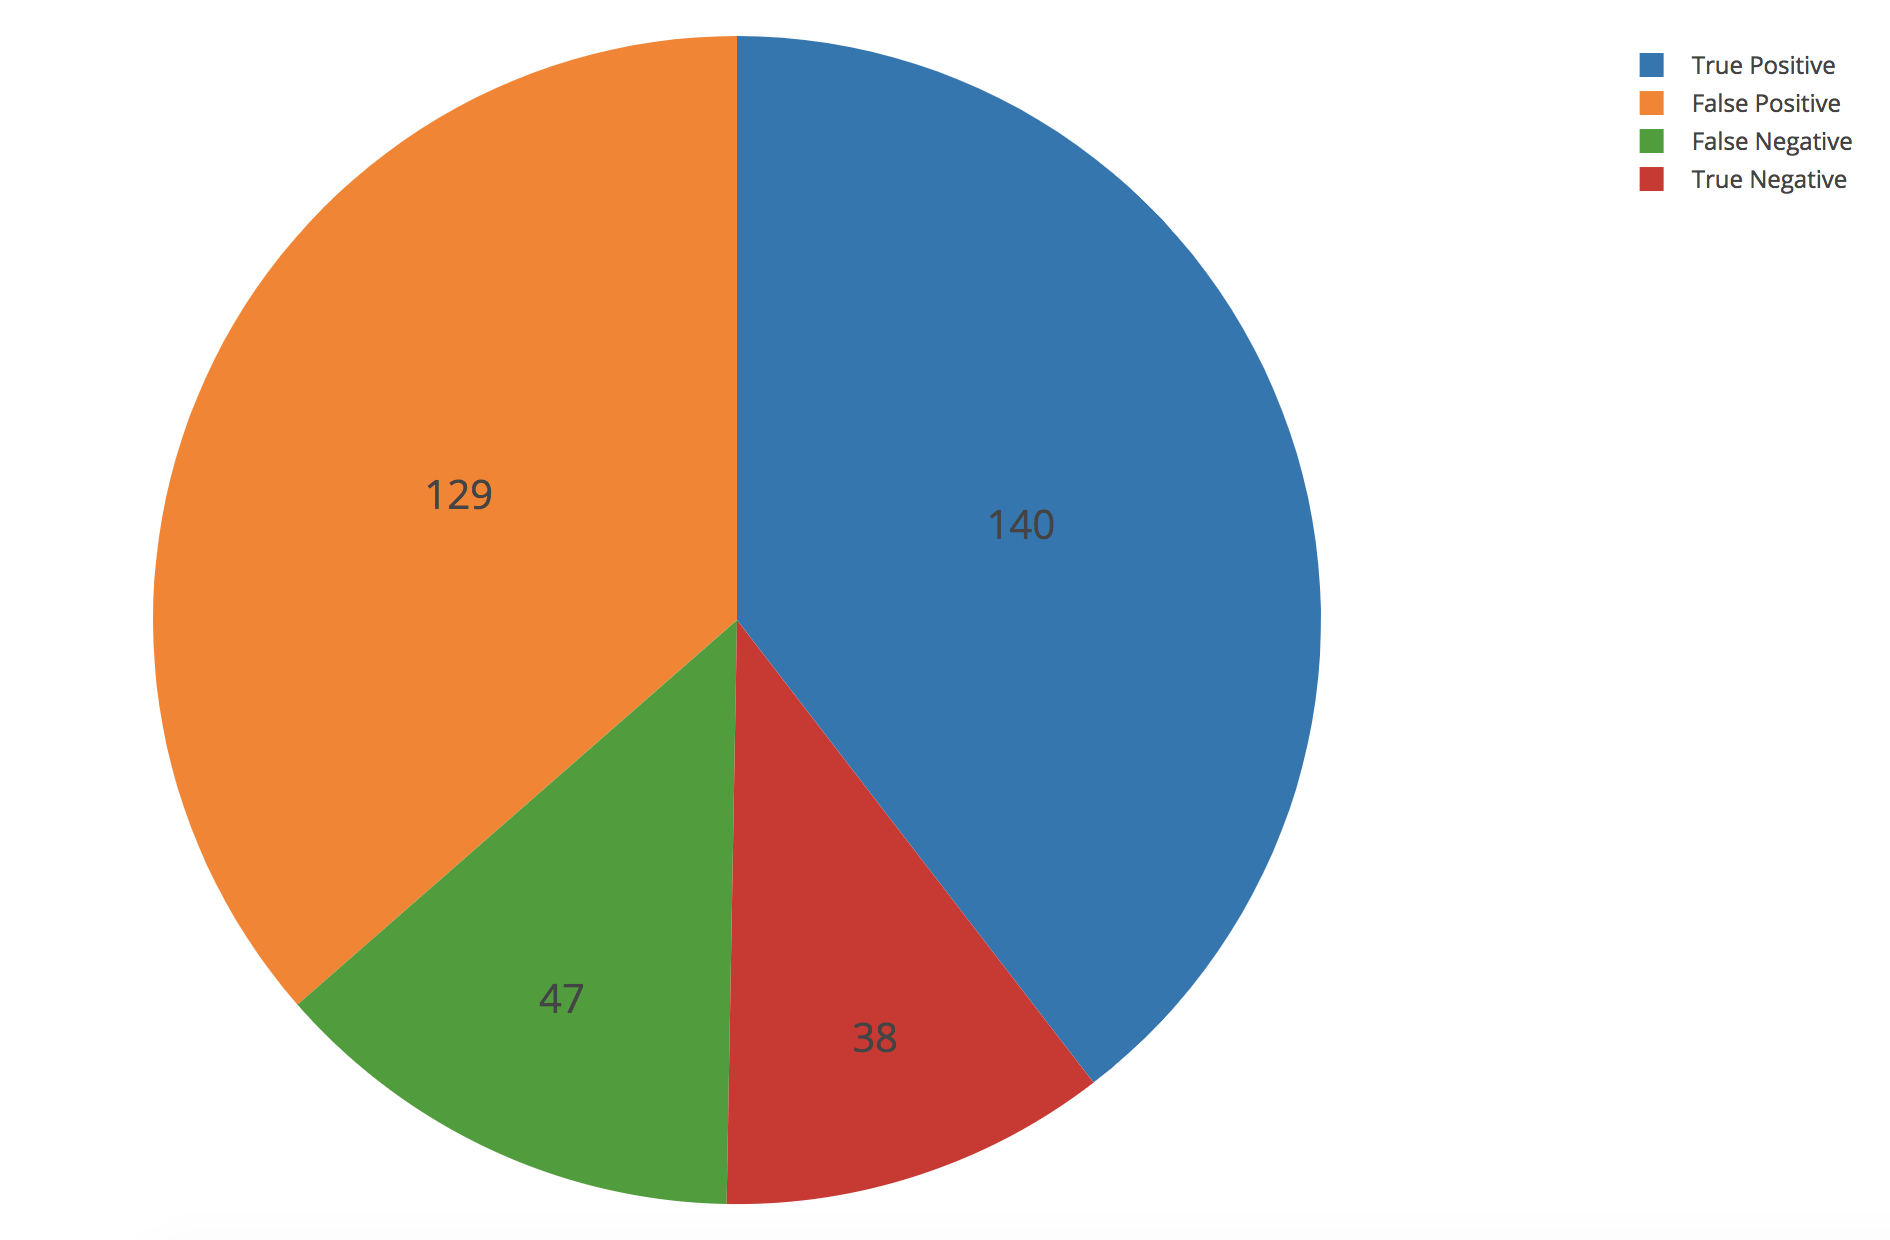 True Positive
False Positive
False Negative
True Negative
129
140
47
38